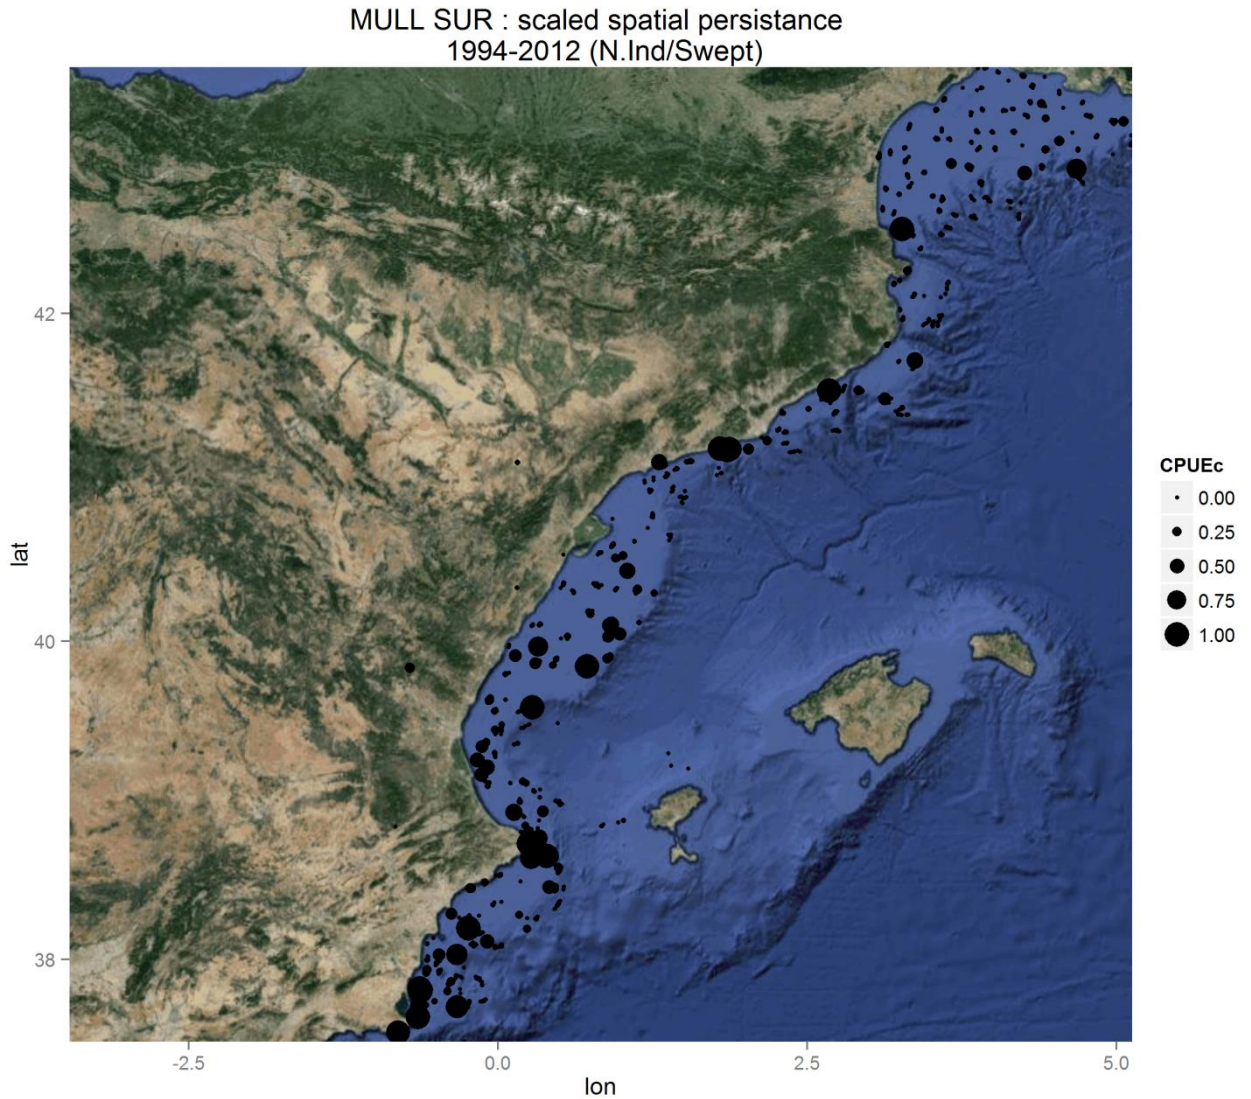 MULL SUR : scaled spatial persistance
1994-2012 (N.Ind/Swept)
42
40
38
lat
-2.5
0.0
2.5
5.0
lon
CPUEc
0.00
0.25
0.50
0.75
1.00